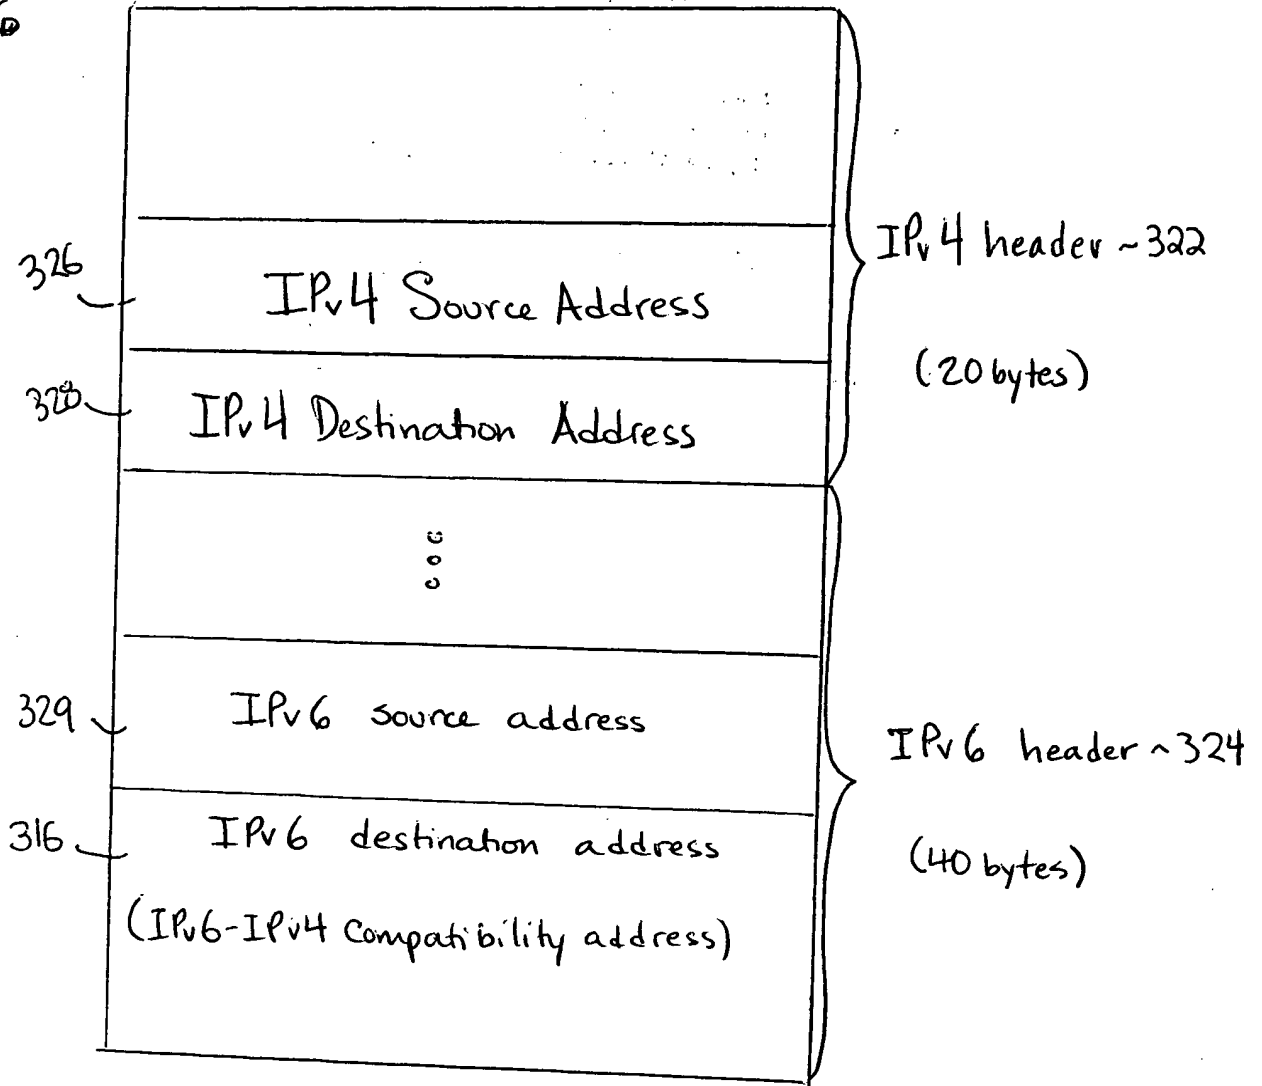 IPv4 header ~322
326
IPv4 Source Address
(20 bytes)
328
IPv4 Destination Address
329
IPv6 source address
IPv6 header ~324
316
IPv6 destination address
(40 bytes)
(IPv6-IPv4 Compatibility address)